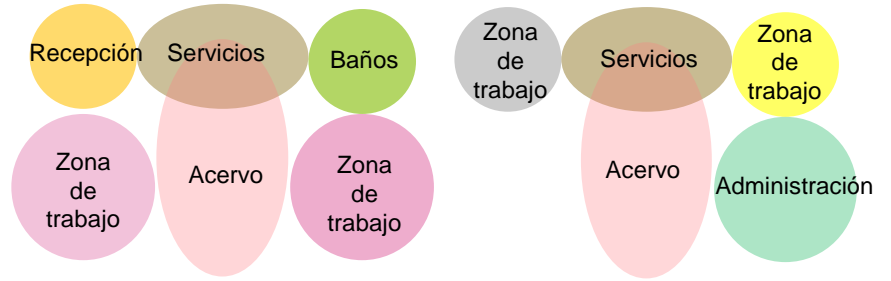 Recepción
Servicios
Baños
Zona
de
trabajo
Acervo
Zona
de
trabajo
Zona
de
trabajo
Servicios
Zona
de
trabajo
Acervo
Administración